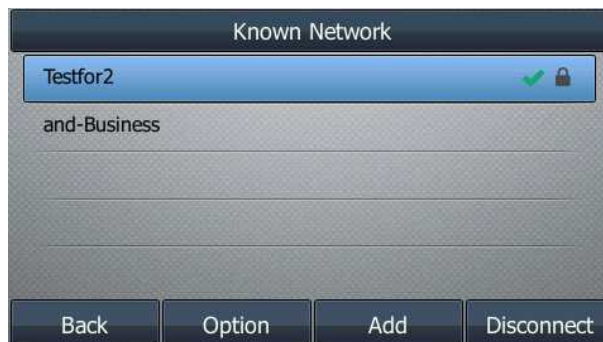 Known Network
Testfor2
and-Business
Back Option Add Disconnect